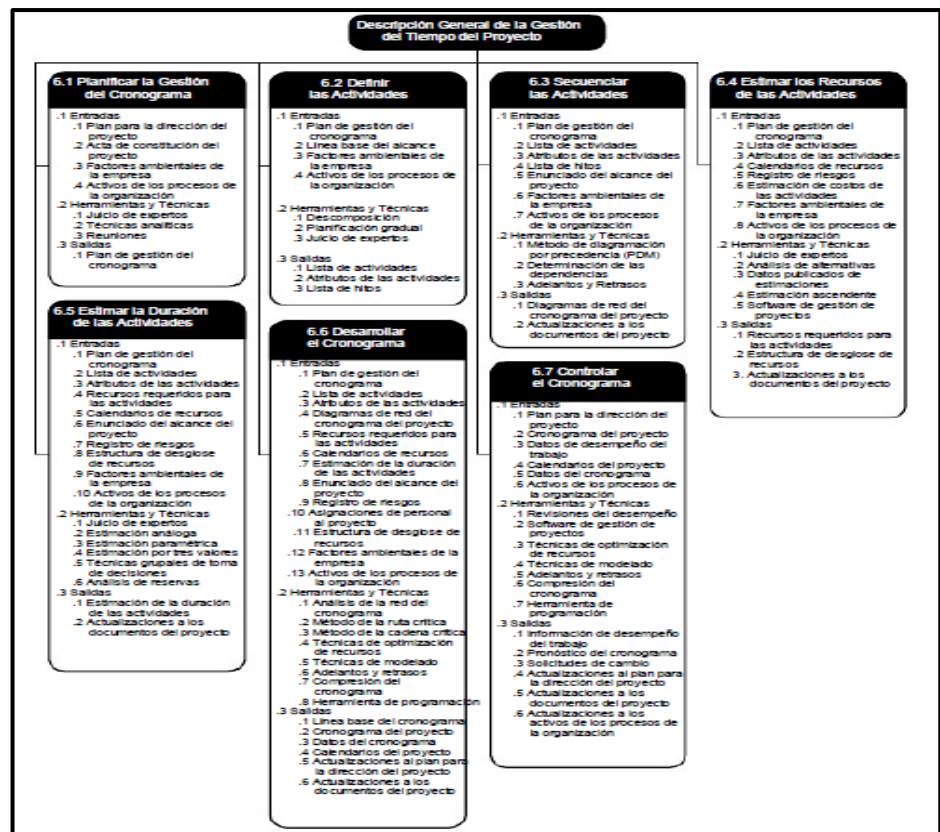 Descripción General de la Gestión
del Tiempo del Proyecto
6.1 Planificar la Gestión
del Cronograma
.1 Entradas
.1 Plan para la dirección del
proyecto
.2 Acta de constitución del
proyecto
.3 Factores ambientales de
la empresa
.4 Activos de los procesos de
la organización
.2 Herramientas y Técnicas
.1 Juicio de expertos
.2 Técnicas analíticas
.3 Reuniones
.3 Salidas
.1 Plan de gestión del
cronograma
6.2 Definir
las Actividades
.1 Entradas
.1 Plan de gestión del
cronograma
.2 Línea base del alcance
.3 Factores ambientales de
la empresa
.4 Activos de los procesos de
la organización
.2 Herramientas y Técnicas
.1 Descomposición
.2 Planificación gradual
.3 Juicio de expertos
.3 Salidas
.1 Lista de actividades
.2 Atributos de las actividades
.3 Lista de hitos
6.3 Secuenciar
las Actividades
.1 Entradas
.1 Plan de gestión del
cronograma
.2 Lista de actividades
.3 Atributos de las actividades
.4 Lista de hitos
.5 Enunciado del alcance del
proyecto
.6 Factores ambientales de
la empresa
.7 Activos de los procesos
de la organización
.2 Herramientas y Técnicas
.1 Método de diagramación
por precedencia (PDM)
.2 Determinación de las
dependencias
.3 Adelantos y Retrasos
.3 Salidas
.1 Diagramas de red del
cronograma del proyecto
.2 Actualizaciones a los
documentos del proyecto
6.4 Estimar los Recursos
de las Actividades
.1 Entradas
.1 Plan de gestión del
cronograma
.2 Lista de actividades
.3 Atributos de las actividades
.4 Calendarios de recursos
.5 Registro de riesgos
.6 Estimación de costos de
las actividades
.7 Factores ambientales de
la empresa
.8 Activos de los procesos de
la organización
.2 Herramientas y Técnicas
.1 Juicio de expertos
.2 Análisis de alternativas
.3 Datos publicados de
estimaciones
.4 Estimación ascendente
.5 Software de gestión de
proyectos
.3 Salidas
.1 Recursos requeridos para
las actividades
.2 Estructura de desglose de
recursos
3. Actualizaciones a los
documentos del proyecto
6.5 Estimar la Duración
de las Actividades
.1 Entradas
.1 Plan de gestión del
cronograma
.2 Lista de actividades
.3 Atributos de las actividades
.4 Recursos requeridos para
las actividades
.5 Calendarios de recursos
.6 Enunciado del alcance del
proyecto
.7 Registro de riesgos
.8 Estructura de desglose
de recursos
.9 Factores ambientales de
la empresa
.10 Activos de los procesos
de la organización
.2 Herramientas y Técnicas
.1 Juicio de expertos
.2 Estimación análoga
.3 Estimación paramétrica
.4 Estimación por tres valores
.5 Técnicas grupales de toma
de decisiones
.6 Análisis de reservas
.3 Salidas
.1 Estimación de la duración
de las actividades
.2 Actualizaciones a los
documentos del proyecto
6.6 Desarrollar
el Cronograma
.1 Entradas
.1 Plan de gestión del
cronograma
.2 Lista de actividades
.3 Atributos de las actividades
.4 Diagramas de red del
cronograma del proyecto
.5 Recursos requeridos para
las actividades
.6 Calendarios de recursos
.7 Estimación de la duración
de las actividades
.8 Enunciado del alcance del
proyecto
.9 Registro de riesgos
.10 Asignaciones de personal
al proyecto
.11 Estructura de desglose de
recursos
.12 Factores ambientales de la
empresa
.13 Activos de los procesos de
la organización
.2 Herramientas y Técnicas
.1 Análisis de la red del
cronograma
.2 Método de la ruta crítica
.3 Método de la cadena crítica
.4 Técnicas de optimización
de recursos
.5 Técnicas de modelado
.6 Adelantos y retrasos
.7 Compresión del
cronograma
.8 Herramienta de programación
.3 Salidas
.1 Línea base del cronograma
.2 Cronograma del proyecto
.3 Datos del cronograma
.4 Calendarios del proyecto
.5 Actualizaciones al plan para
la dirección del proyecto
.6 Actualizaciones a los
documentos del proyecto
6.7 Controlar
el Cronograma
.1 Entradas
.1 Plan para la dirección del
proyecto
.2 Cronograma del proyecto
.3 Datos de desempeño del
trabajo
.4 Calendarios del proyecto
.5 Datos del cronograma
.6 Activos de los procesos de
la organización
.2 Herramientas y Técnicas
.1 Revisiones del desempeño
.2 Software de gestión de
proyectos
.3 Técnicas de optimización
de recursos
.4 Técnicas de modelado
.5 Adelantos y retrasos
.6 Compresión del
cronograma
.7 Herramienta de
programación
.3 Salidas
.1 Información de desempeño
del trabajo
.2 Pronóstico del cronograma
.3 Solicitudes de cambio
.4 Actualizaciones al plan para
la dirección del proyecto
.5 Actualizaciones a los
documentos del proyecto
.6 Actualizaciones a los
activos de los procesos de
la organización